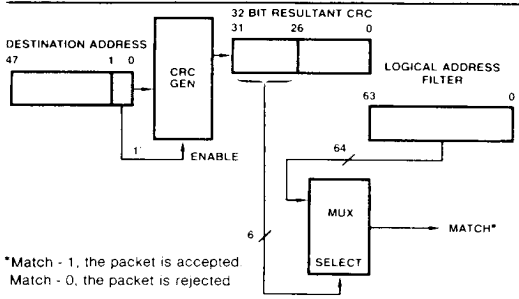 32 BIT RESULTANT CRC
31 26 0
DESTINATION ADDRESS
47 1 0
CRC
GEN
LOGICAL ADDRESS
FILTER
63 0
1
ENABLE
64
MUX
MATCH*
6
SELECT
*Match - 1, the packet is accepted.
Match - 0, the packet is rejected